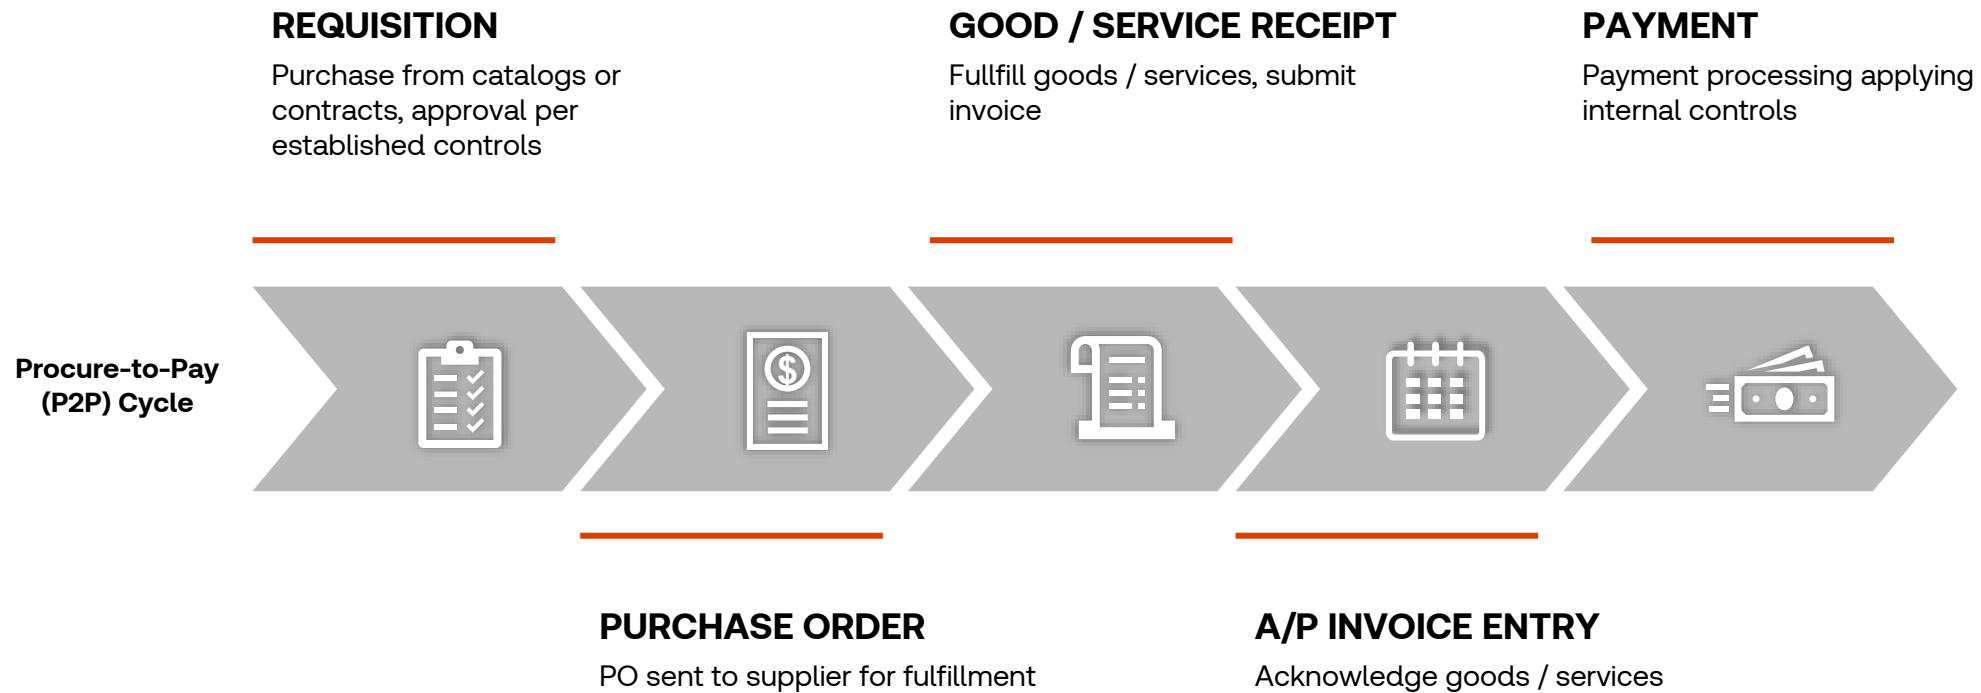 REQUISITION
Purchase from catalogs or
contracts, approval per
established controls
GOOD / SERVICE RECEIPT
Fullfill goods / services, submit
invoice
PAYMENT
Payment processing applying
internal controls
Procure-to-Pay
(P2P) Cycle
$
PURCHASE ORDER
PO sent to supplier for fulfillment
A/P INVOICE ENTRY
Acknowledge goods / services